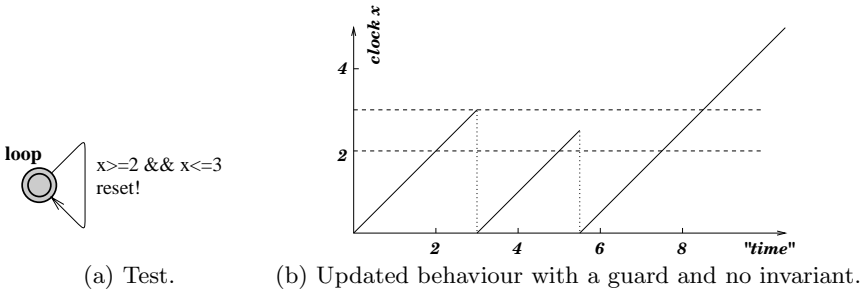 loop
x>=2 && x<=3
reset!
(a) Test.
clock x
4
2
2
4
6
8
"time"
(b) Updated behaviour with a guard and no invariant.